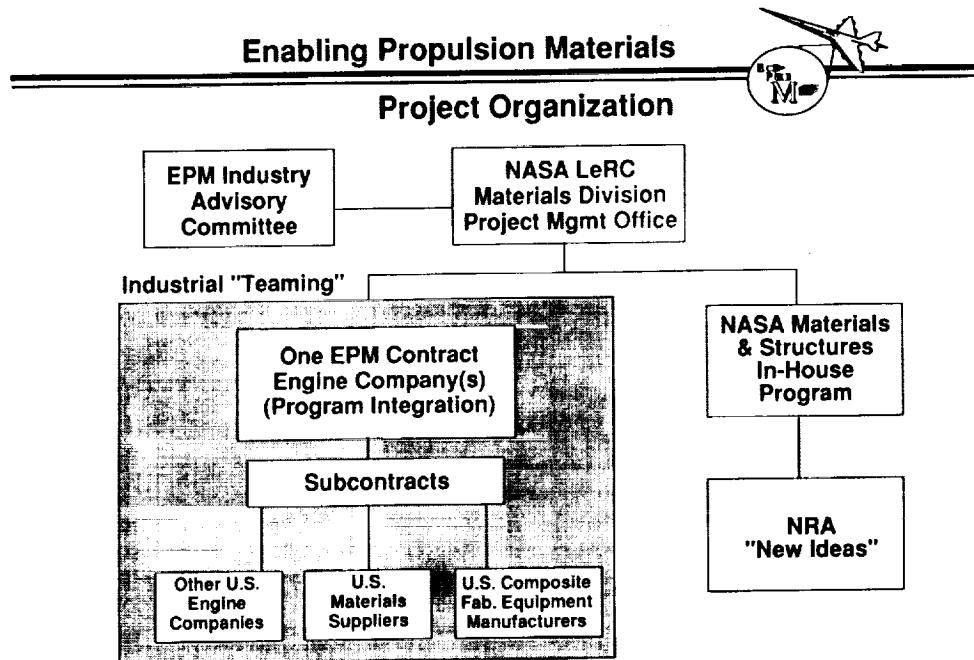 Enabling Propulsion Materials
Project Organization
EPM Industry
Advisory
Committee
NASA LeRC
Materials Division
Project Mgmt Office
Industrial "Teaming"
One EPM Contract
Engine Company(s)
(Program Integration)
NASA Materials
& Structures
In-House
Program
Subcontracts
NRA
"New Ideas"
Other U.S.
Engine
Companies
U.S.
Materials
Suppliers
U.S. Composite
Fab. Equipment
Manufacturers